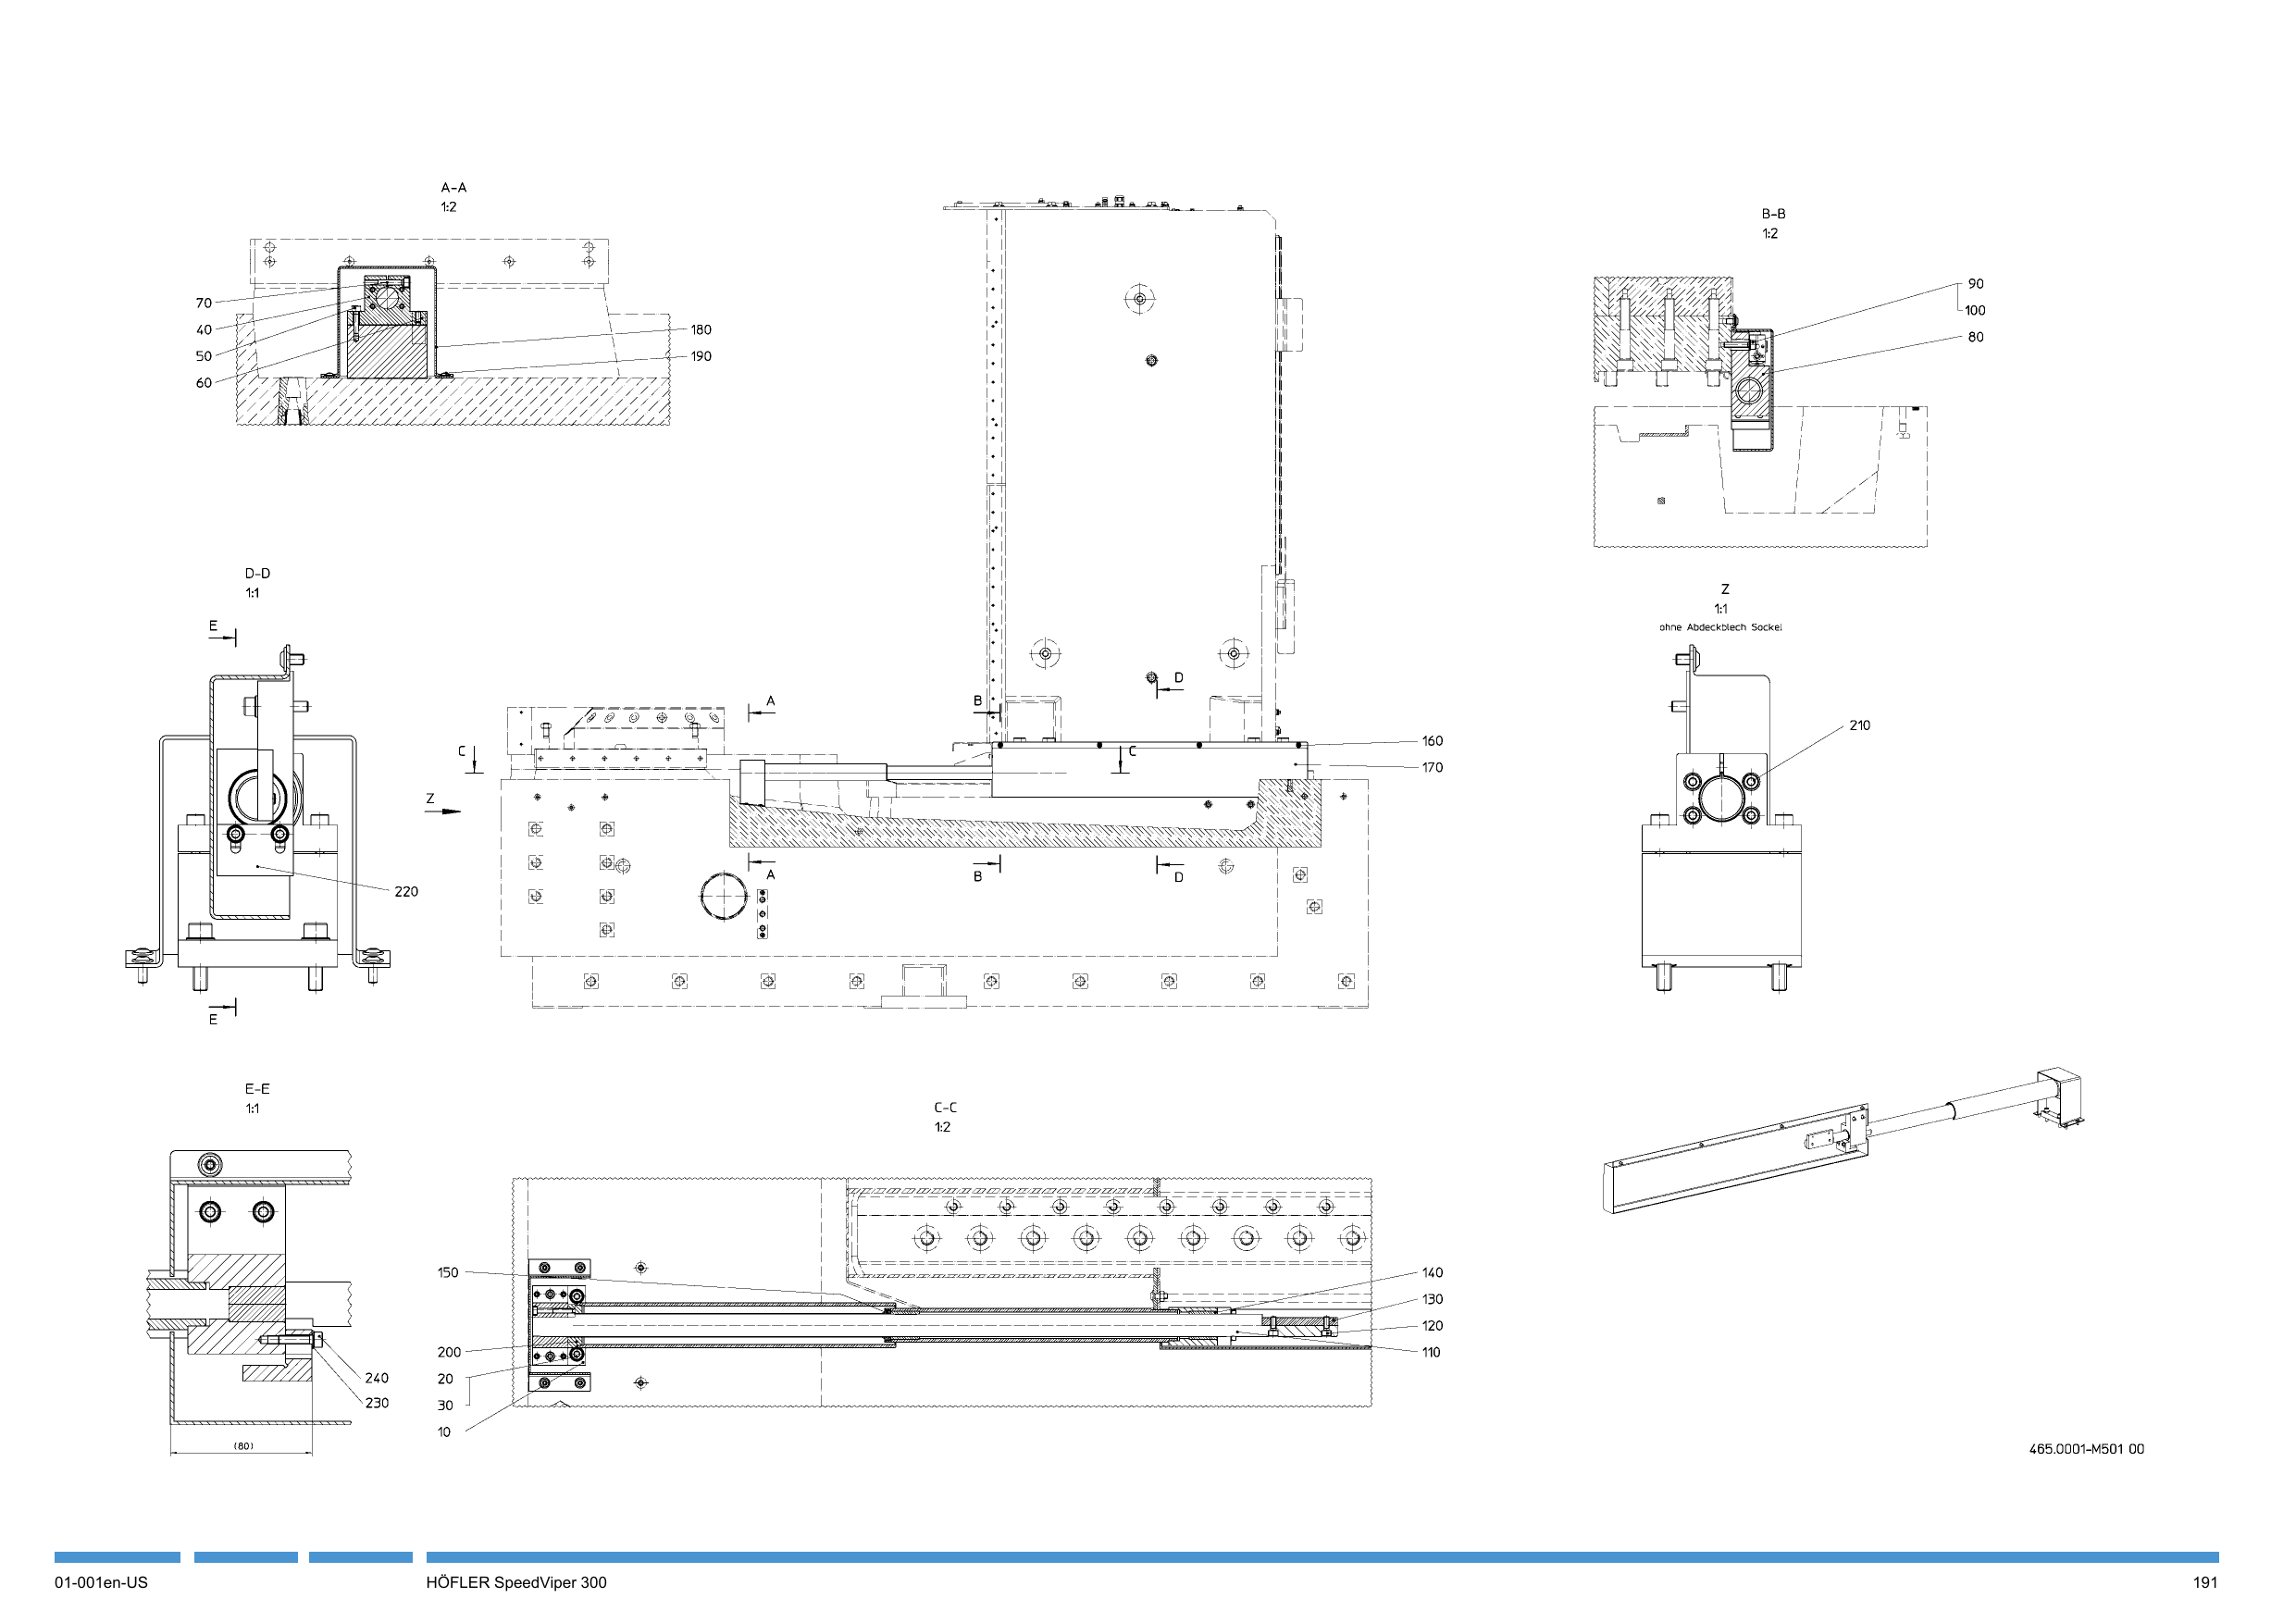 A-A
1:2
70
40
50
60
180
190
B-B
1:2
90
100
80
D-D
1:1
E
E
220
A
B
D
C
C
Z
160
170
A
B
D
Z
1:1
ohne Abdeckblech Sockel
210
E-E
1:1
240
230
(80)
C-C
1:2
150
200
20
30
10
140
130
120
110
465.0001-M501 00
01-001en-US
HÖFLER SpeedViper 300
191